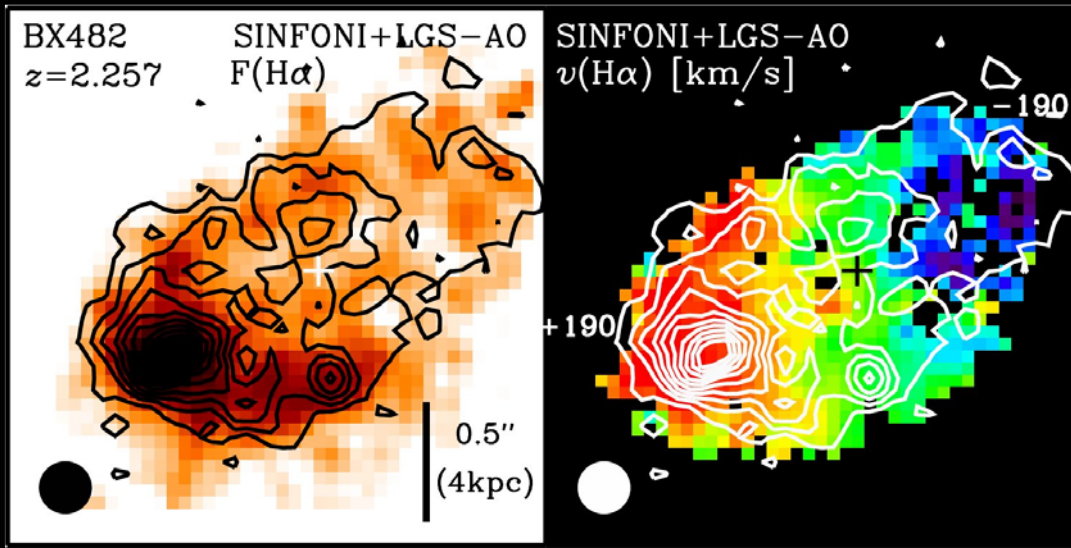 BX482
z=2.257
SINFONI+LGS-AO
F(Hα)
0.5″
(4kpc)
SINFONI+LGS-AO
v(Hα) [km/s]
-190
+190